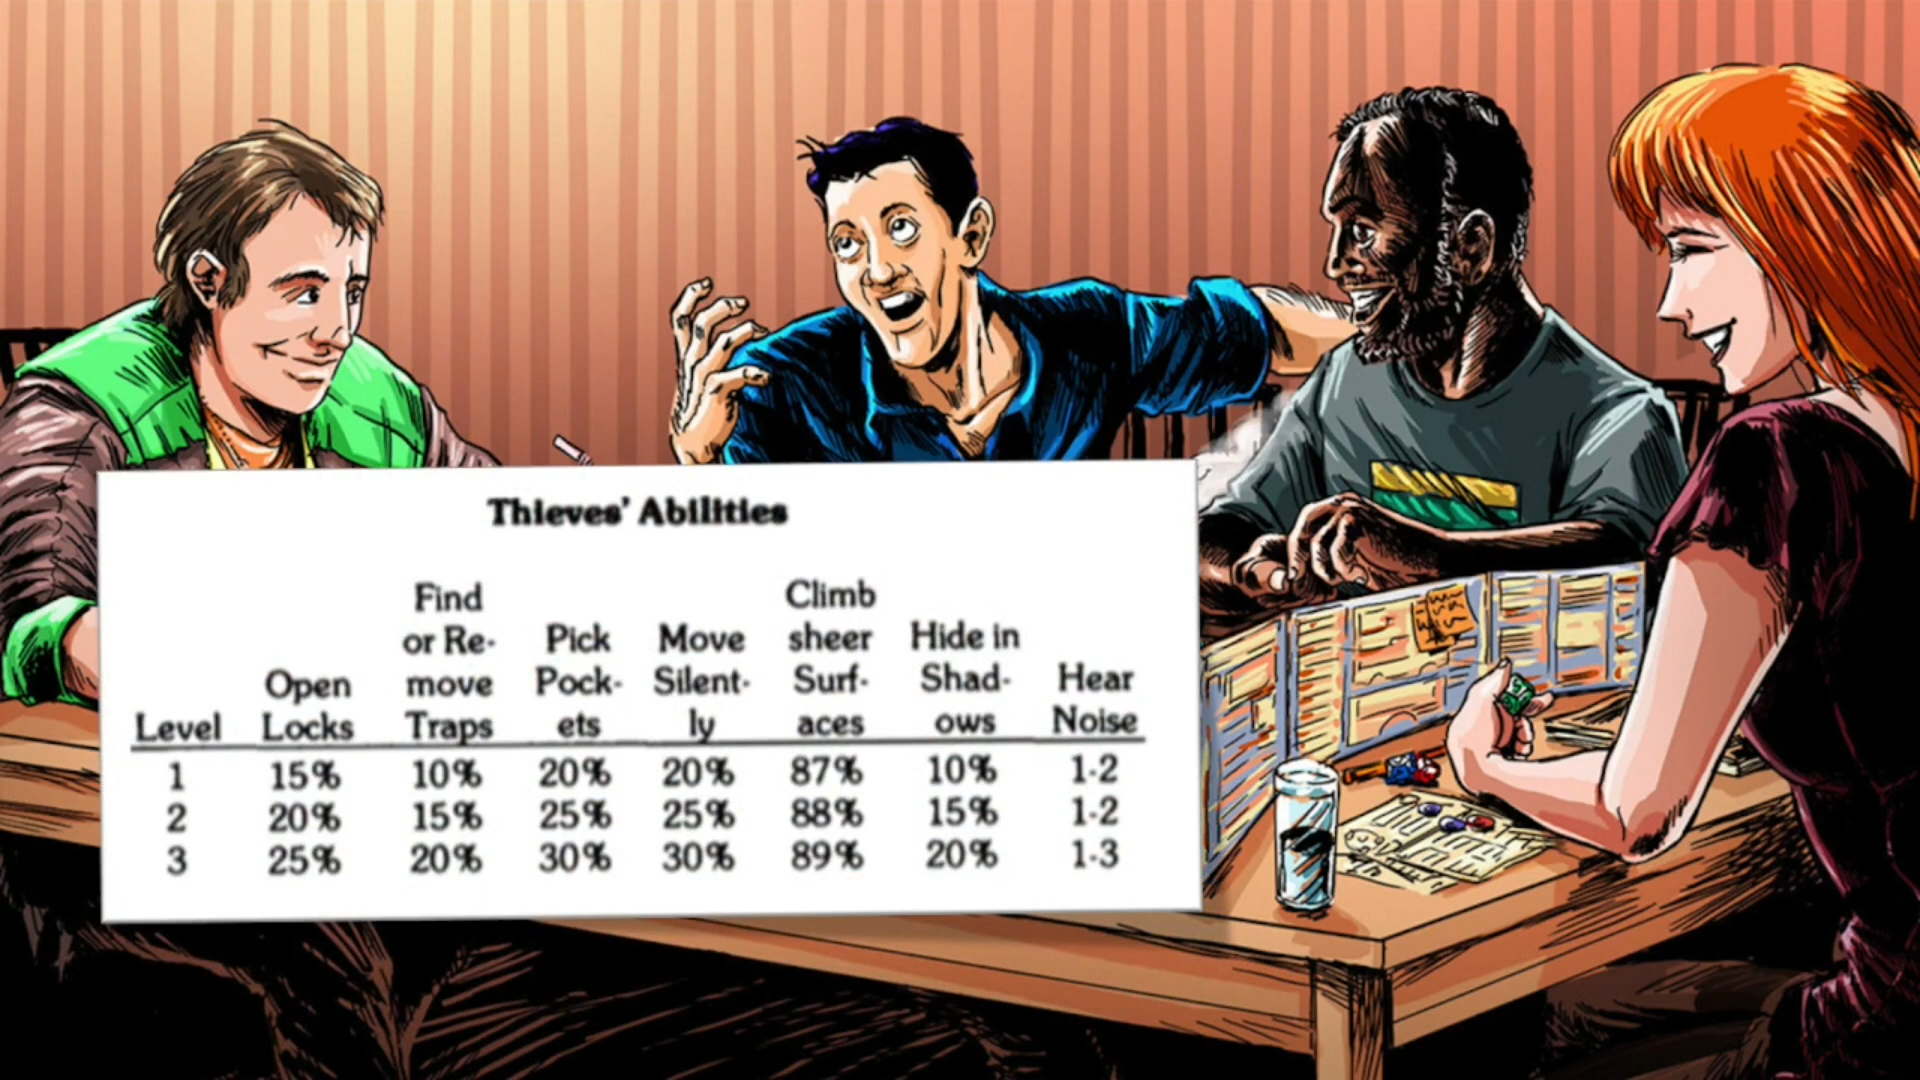 Thieves' Abilities
Find Climb
or Re- Pick Move sheer Hide in
Open move Pock- Silent- Surf- Shad- Hear
Level Locks Traps ets ly aces ows Noise
1 15% 10% 20% 20% 87% 10% 1-2
2 20% 15% 25% 25% 88% 15% 1-2
3 25% 20% 30% 30% 89% 20% 1-3